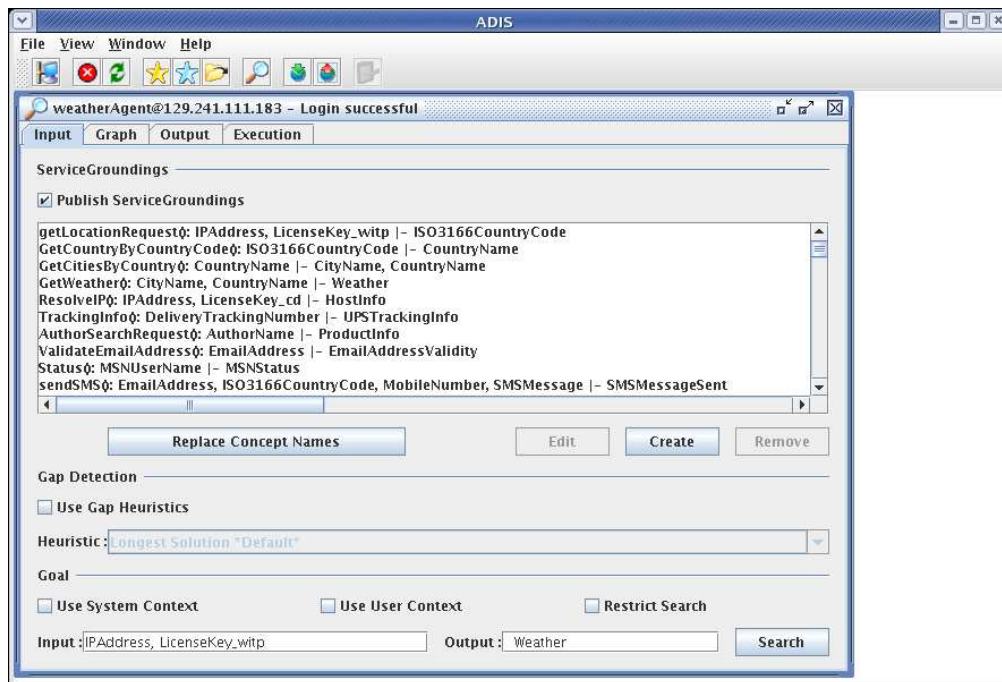 ADIS
File View Window Help
weatherAgent@129.241.111.183 - Login successful
Input Graph Output Execution
ServiceGroundings
Publish ServiceGroundings
getLocationRequest◊: IPAddress, LicenseKey_witp |- ISO3166CountryCode
GetCountryByCountryCode◊: ISO3166CountryCode |- CountryName
GetCitiesByCountry◊: CountryName |- CityName, CountryName
GetWeather◊: CityName, CountryName |- Weather
ResolveIP◊: IPAddress, LicenseKey_cd |- HostInfo
TrackingInfo◊: DeliveryTrackingNumber |- UPSTrackingInfo
AuthorSearchRequest◊: AuthorName |- ProductInfo
ValidateEmailAddress◊: EmailAddress |- EmailAddressValidity
Status◊: MSNUserName |- MSNStatus
sendSMS◊: EmailAddress, ISO3166CountryCode, MobileNumber, SMSMessage |- SMSMessageSent
Replace Concept Names Edit Create Remove
Gap Detection
Use Gap Heuristics
Heuristic : Longest Solution "Default"
Goal
Use System Context Use User Context Restrict Search
Input : IPAddress, LicenseKey_witp Output : Weather Search